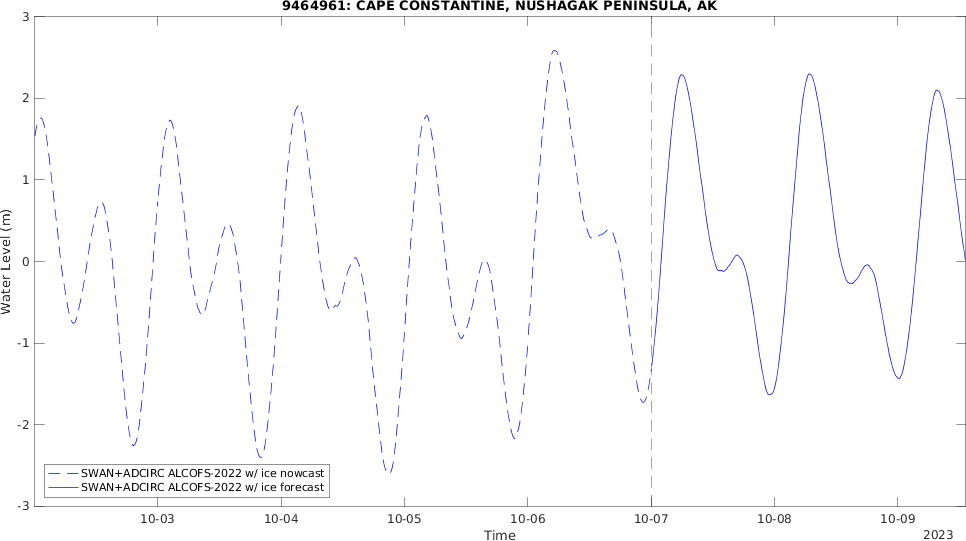 9464961: CAPE CONSTANTINE, NUSHAGAK PENINSULA, AK
3
2
1
0
-1
-2
-3
Water Level (m)
SWAN+ADCIRC ALCOFS-2022 w/ ice nowcast
SWAN+ADCIRC ALCOFS-2022 w/ ice forecast
10-03 10-04 10-05 10-06 10-07 10-08 10-09
Time
2023